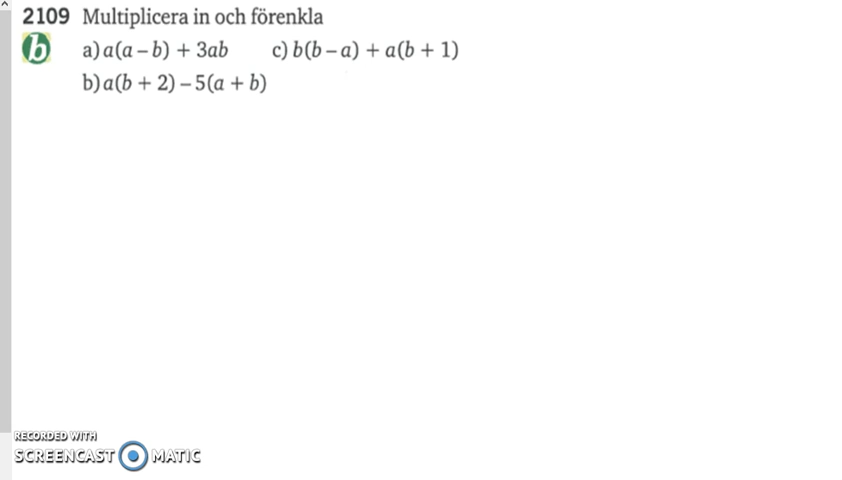 2109 Multiplicera in och förenkla
b a) a(a – b) + 3ab c) b(b – a) + a(b + 1)
b) a(b + 2) – 5(a + b)
RECORDED WITH
SCREENCAST MATIC